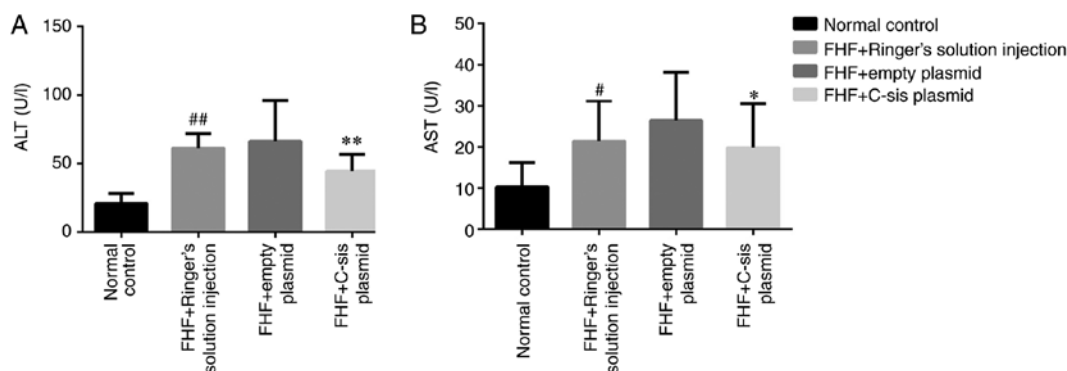 A
ALT (U/l)
150
100
50
0
##
**
Normal
control
FHF+Ringer's
solution injection
FHF+empty
plasmid
FHF+C-sis
plasmid
B
AST (U/l)
50
40
30
20
10
0
#
*
Normal control
FHF+Ringer's
solution injection
FHF+empty
plasmid
FHF+C-sis
plasmid
Normal control
FHF+Ringer's solution injection
FHF+empty plasmid
FHF+C-sis plasmid